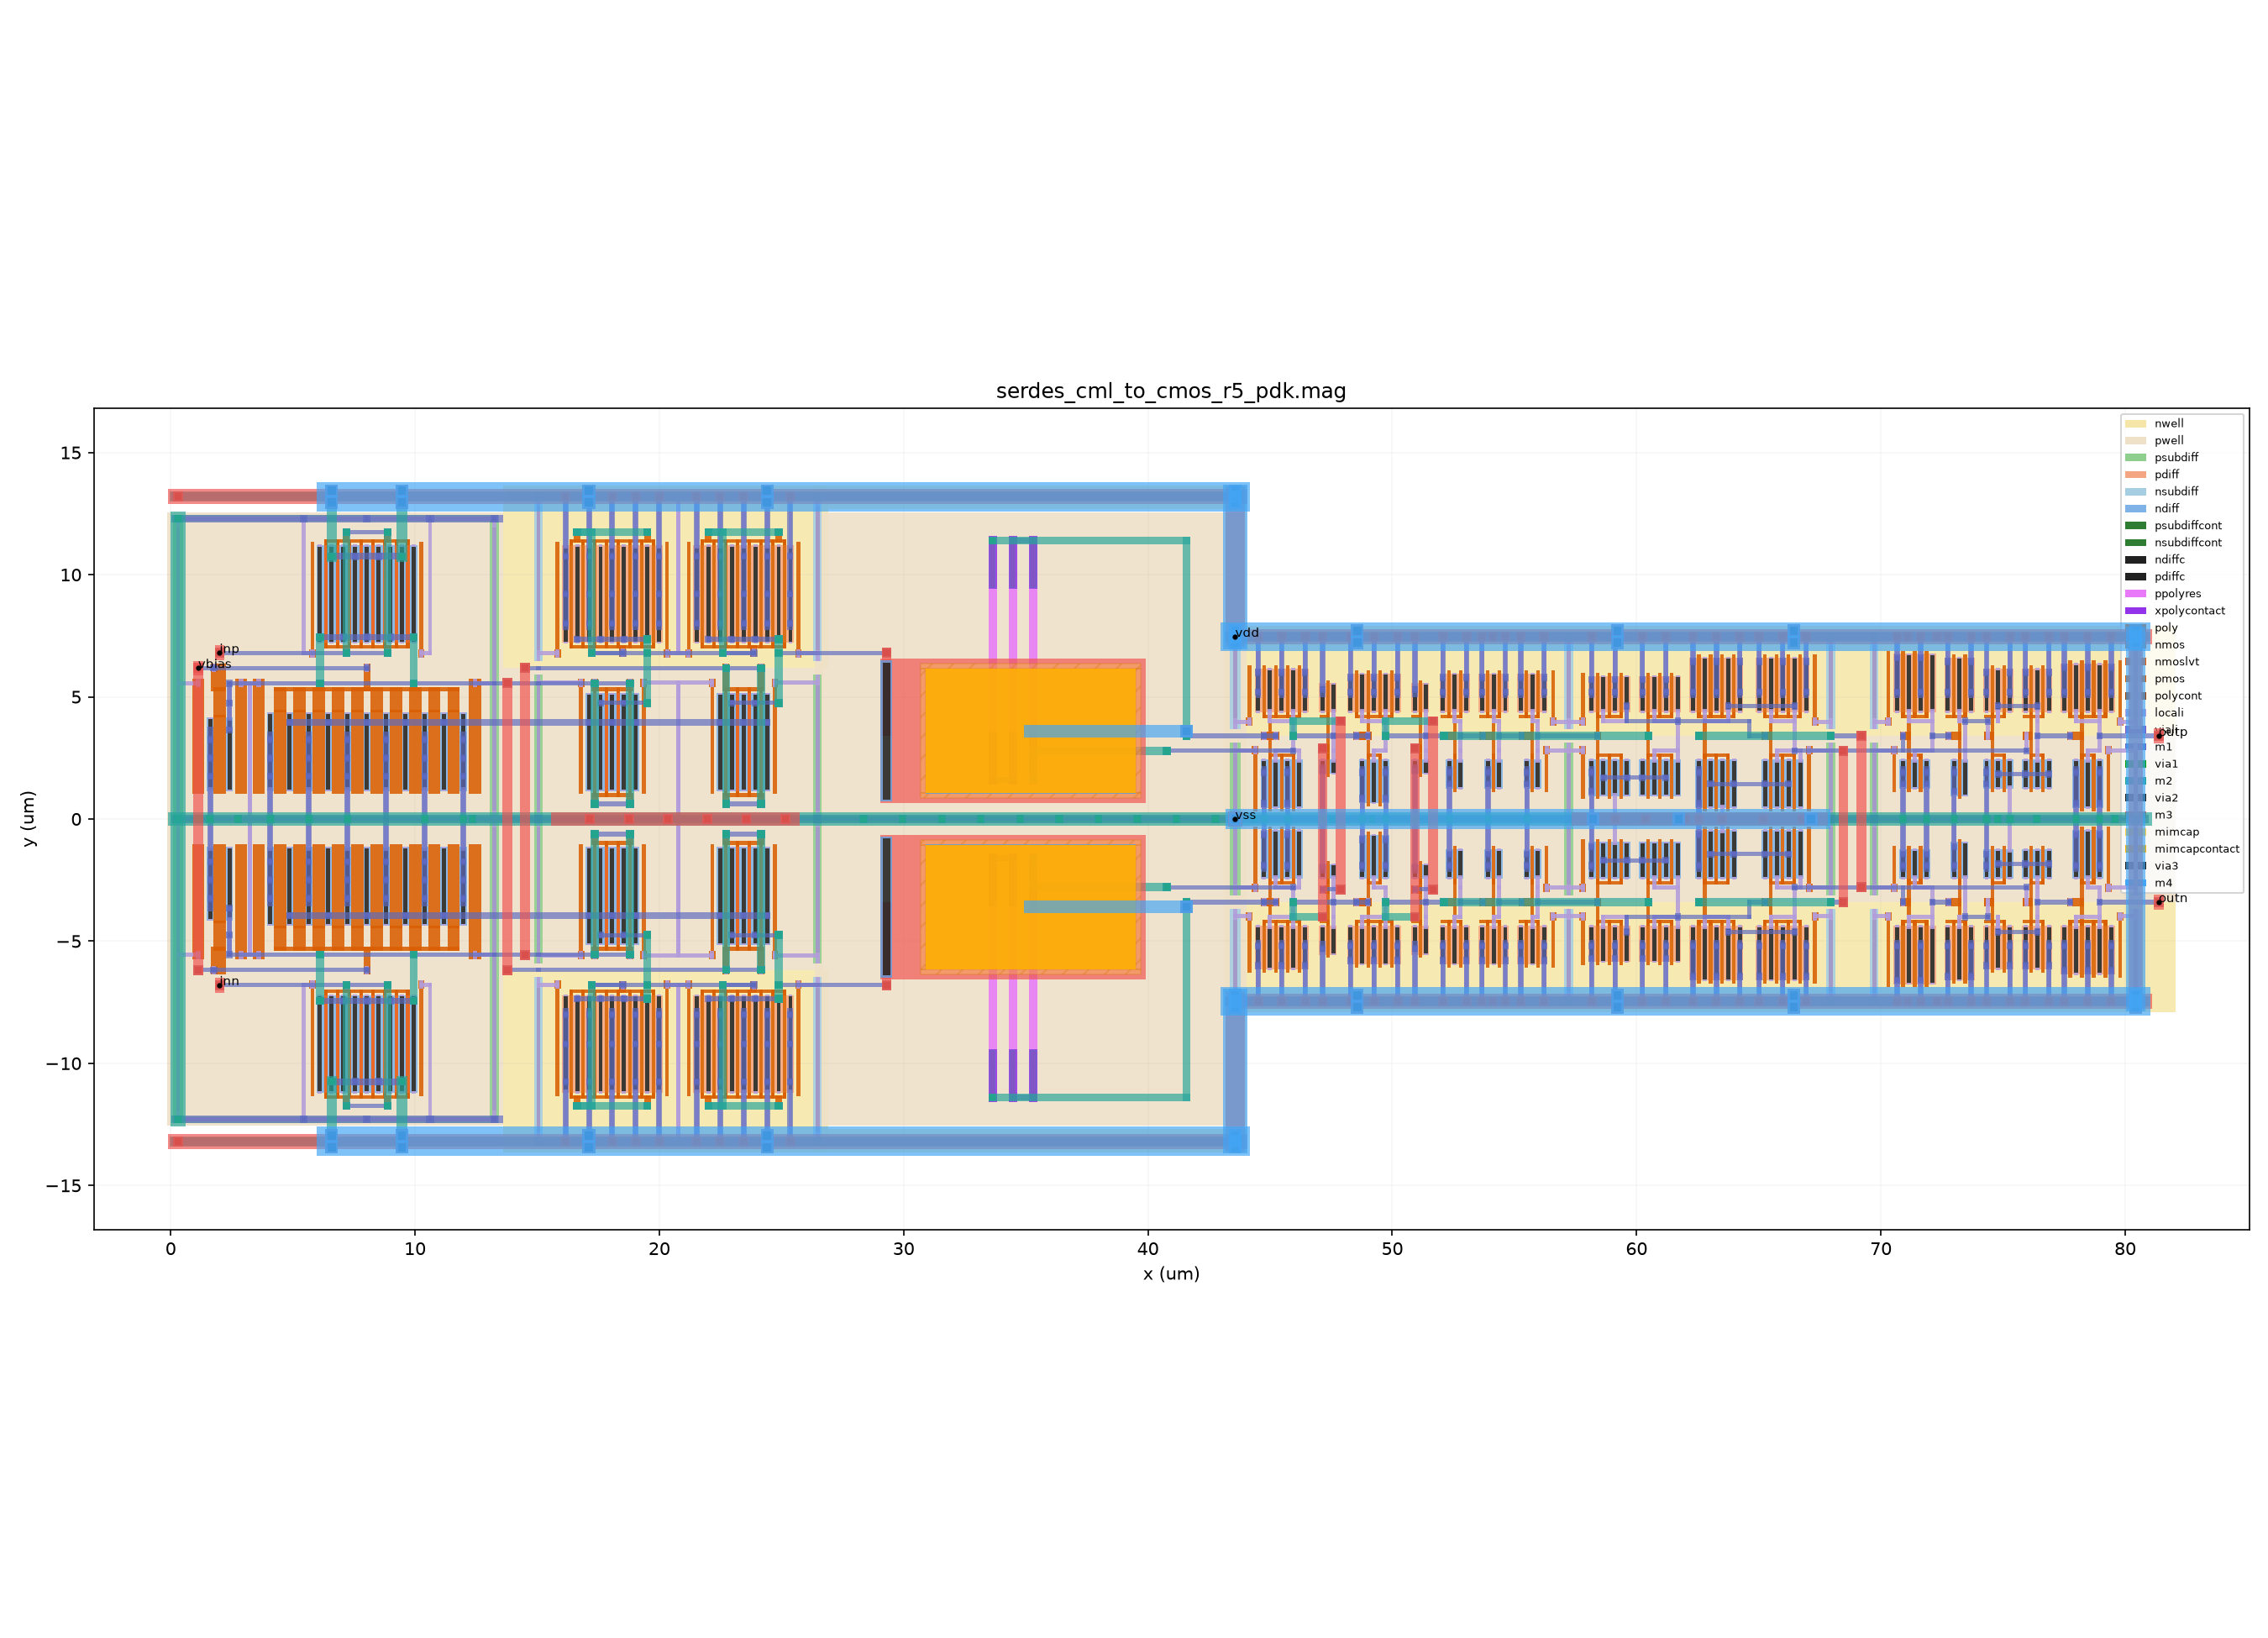 serdes_cml_to_cmos_r5_pdk.mag
nwell
pwell
psubdiff
pdiff
nsubdiff
ndiff
psubdiffcont
nsubdiffcont
ndiffc
pdiffc
ppolyres
xpolycontact
poly
nmos
nmoslvt
pmos
polycont
locali
m1
via1
m2
via2
m3
mimcap
mimcapcontact
via3
m4
inp
vbias
inn
vdd
vss
outp
outn
15
10
5
0
−5
−10
−15
y (um)
0 10 20 30 40 50 60 70 80
x (um)